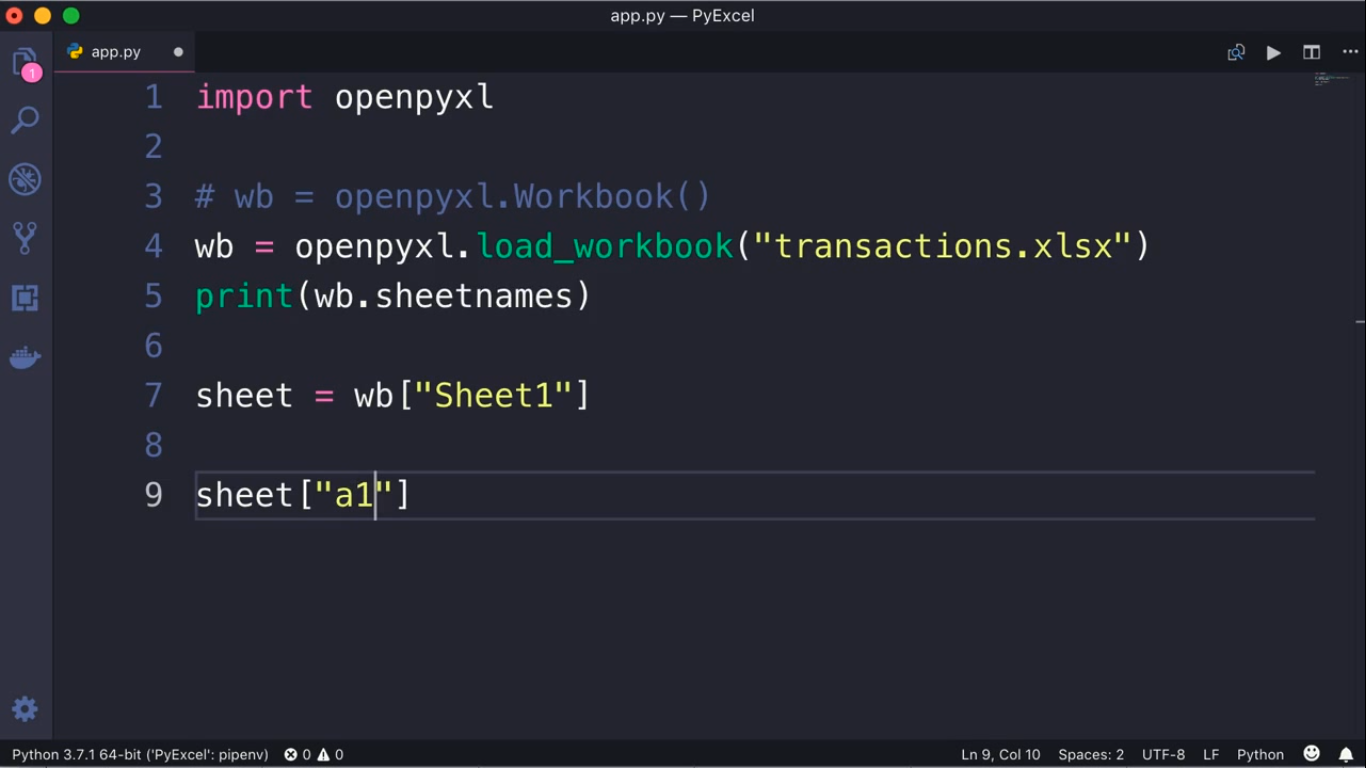 app.py — PyExcel
app.py
1
1 import openpyxl
2
3 # wb = openpyxl.Workbook()
4 wb = openpyxl.load_workbook("transactions.xlsx")
5 print(wb.sheetnames)
6
7 sheet = wb["Sheet1"]
8
9 sheet["a1"]
Python 3.7.1 64-bit ('PyExcel': pipenv) 0 0 Ln 9, Col 10 Spaces: 2 UTF-8 LF Python